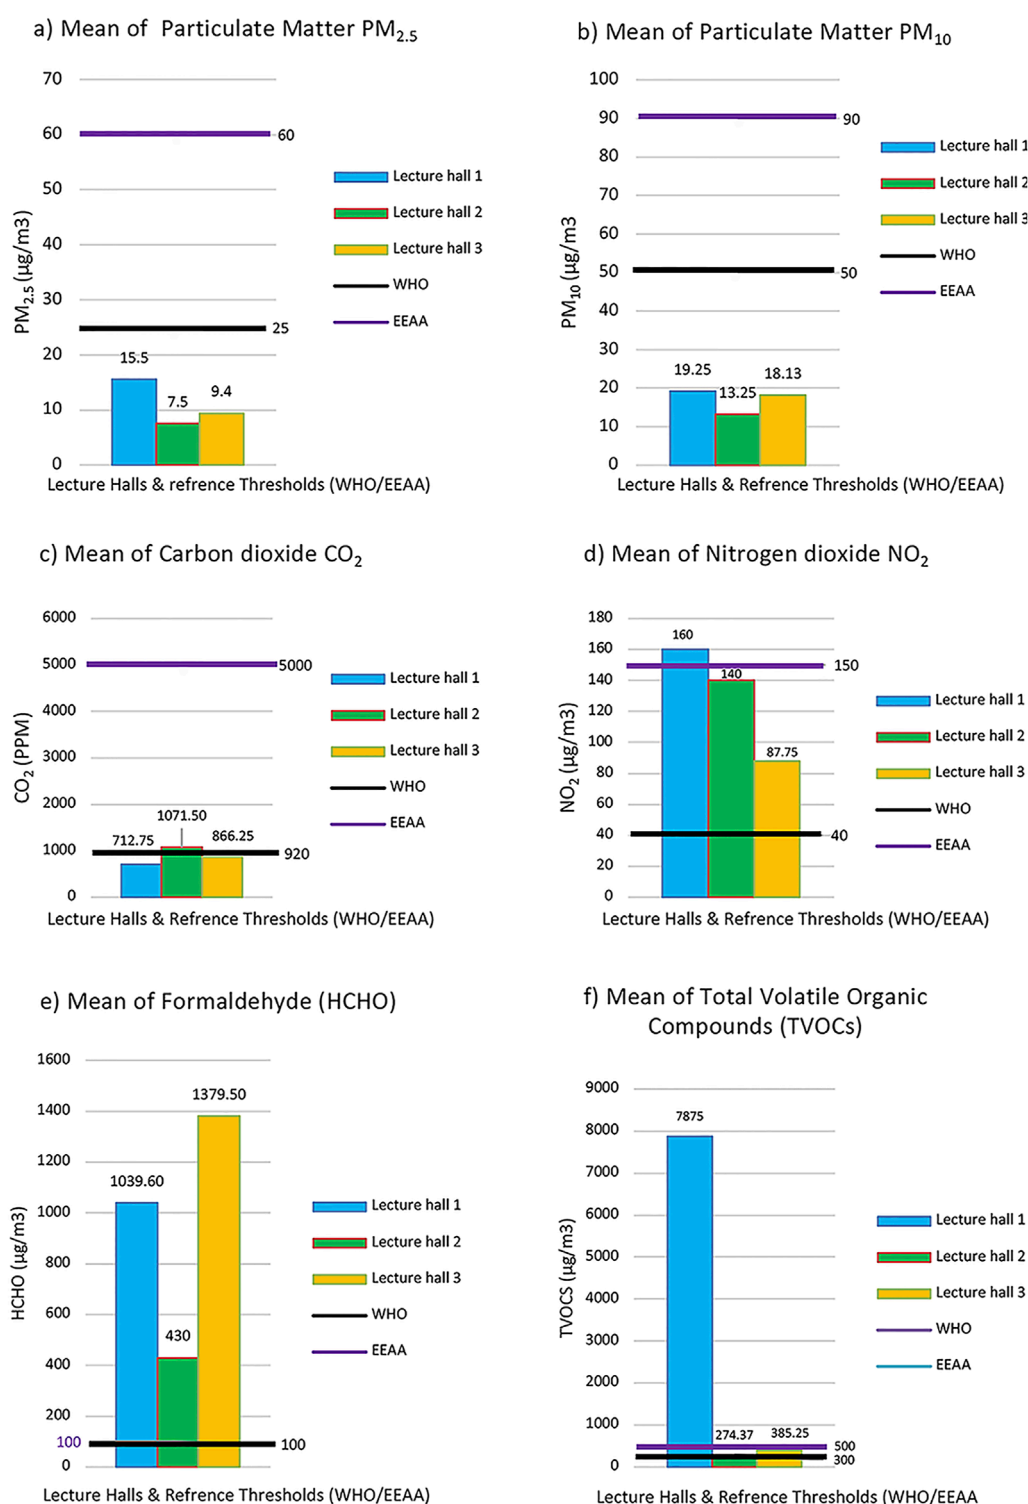 a) Mean of Particulate Matter PM2.5
70
60
50
40
30
20
10
0
PM2.5 (µg/m3)
60
25
15.5
7.5
9.4
Lecture hall 1
Lecture hall 2
Lecture hall 3
WHO
EEAA
Lecture Halls & refrence Thresholds (WHO/EEAA)
b) Mean of Particulate Matter PM10
100
90
80
70
60
50
40
30
20
10
0
PM10 (µg/m3
90
50
19.25
13.25
18.13
Lecture hall 1
Lecture hall 2
Lecture hall 3
WHO
EEAA
Lecture Halls & Refrence Thresholds (WHO/EEAA)
c) Mean of Carbon dioxide CO2
6000
5000
4000
3000
2000
1000
0
CO2 (PPM)
5000
920
712.75
1071.50
866.25
Lecture hall 1
Lecture hall 2
Lecture hall 3
WHO
EEAA
Lecture Halls & Refrence Thresholds (WHO/EEAA)
d) Mean of Nitrogen dioxide NO2
180
160
140
120
100
80
60
40
20
0
NO2 (µg/m3)
150
40
160
140
87.75
Lecture hall 1
Lecture hall 2
Lecture hall 3
WHO
EEAA
Lecture Halls & Refrence Thresholds (WHO/EEAA)
e) Mean of Formaldehyde (HCHO)
1600
1400
1200
1000
800
600
400
200
100
0
HCHO (µg/m3)
100
1039.60
430
1379.50
Lecture hall 1
Lecture hall 2
Lecture hall 3
WHO
EEAA
Lecture Halls & Refrence Thresholds (WHO/EEAA)
f) Mean of Total Volatile Organic
Compounds (TVOCs)
9000
8000
7000
6000
5000
4000
3000
2000
1000
0
TVOCS (µg/m3)
500
300
7875
274.37
385.25
Lecture hall 1
Lecture hall 2
Lecture hall 3
WHO
EEAA
Lecture Halls & Refrence Thresholds (WHO/EEAA